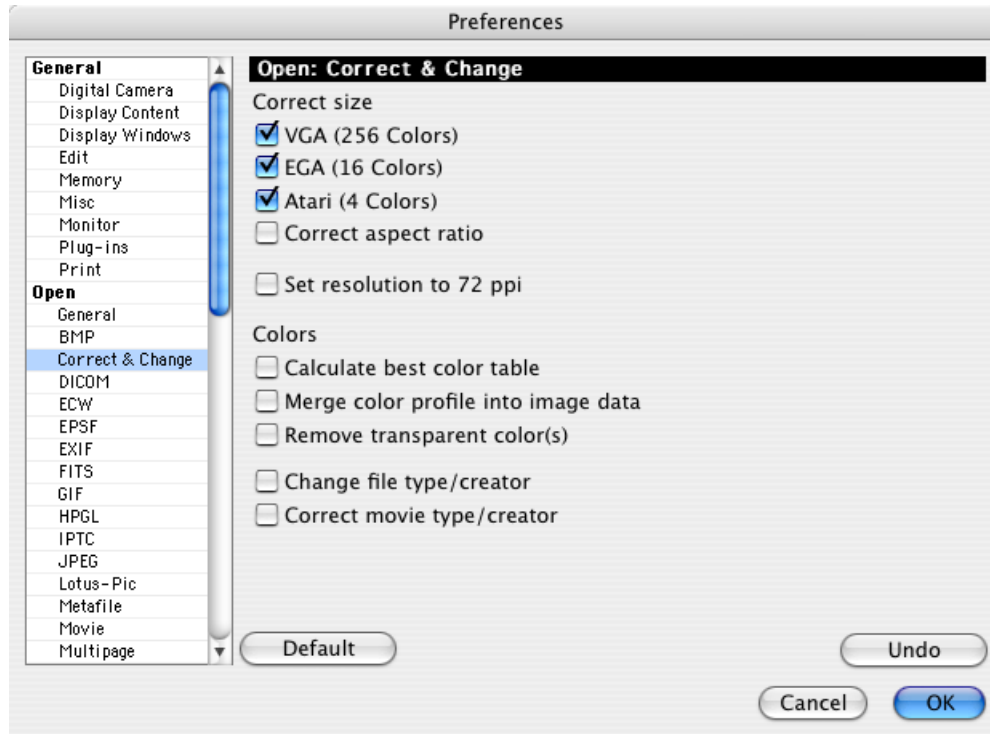 Preferences
General
Digital Camera
Display Content
Display Windows
Edit
Memory
Misc
Monitor
Plug-ins
Print
Open
General
BMP
Correct & Change
DICOM
ECW
EPSF
EXIF
FITS
GIF
HPGL
IPTC
JPEG
Lotus-Pic
Metafile
Movie
Multipage
Open: Correct & Change
Correct size
VGA (256 Colors)
EGA (16 Colors)
Atari (4 Colors)
Correct aspect ratio
Set resolution to 72 ppi
Colors
Calculate best color table
Merge color profile into image data
Remove transparent color(s)
Change file type/creator
Correct movie type/creator
Default
Undo
Cancel
OK